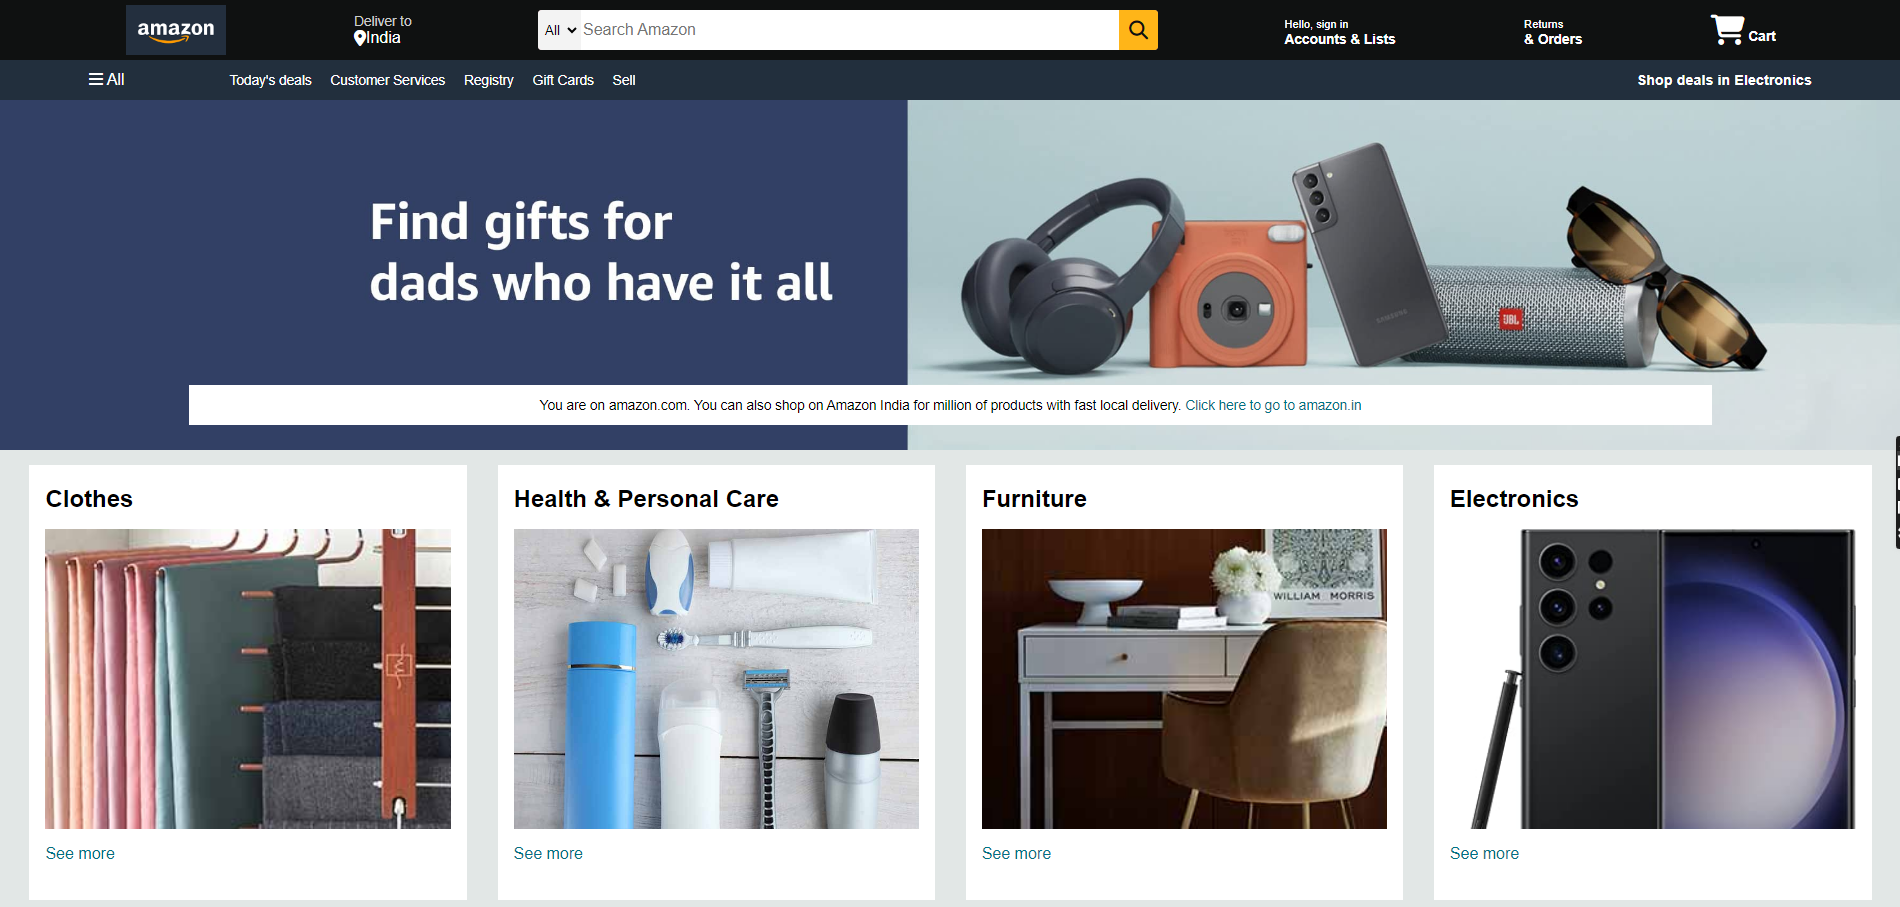 amazon
Deliver to
India
All
Search Amazon
Hello, sign in
Accounts & Lists
Returns
& Orders
Cart
All
Today's deals
Customer Services
Registry
Gift Cards
Sell
Shop deals in Electronics
Find gifts for
dads who have it all
SAMSUNG
JBL
You are on amazon.com. You can also shop on Amazon India for million of products with fast local delivery. Click here to go to amazon.in
Clothes
Health & Personal Care
Furniture
Electronics
WILLIAM MORRIS
See more
See more
See more
See more